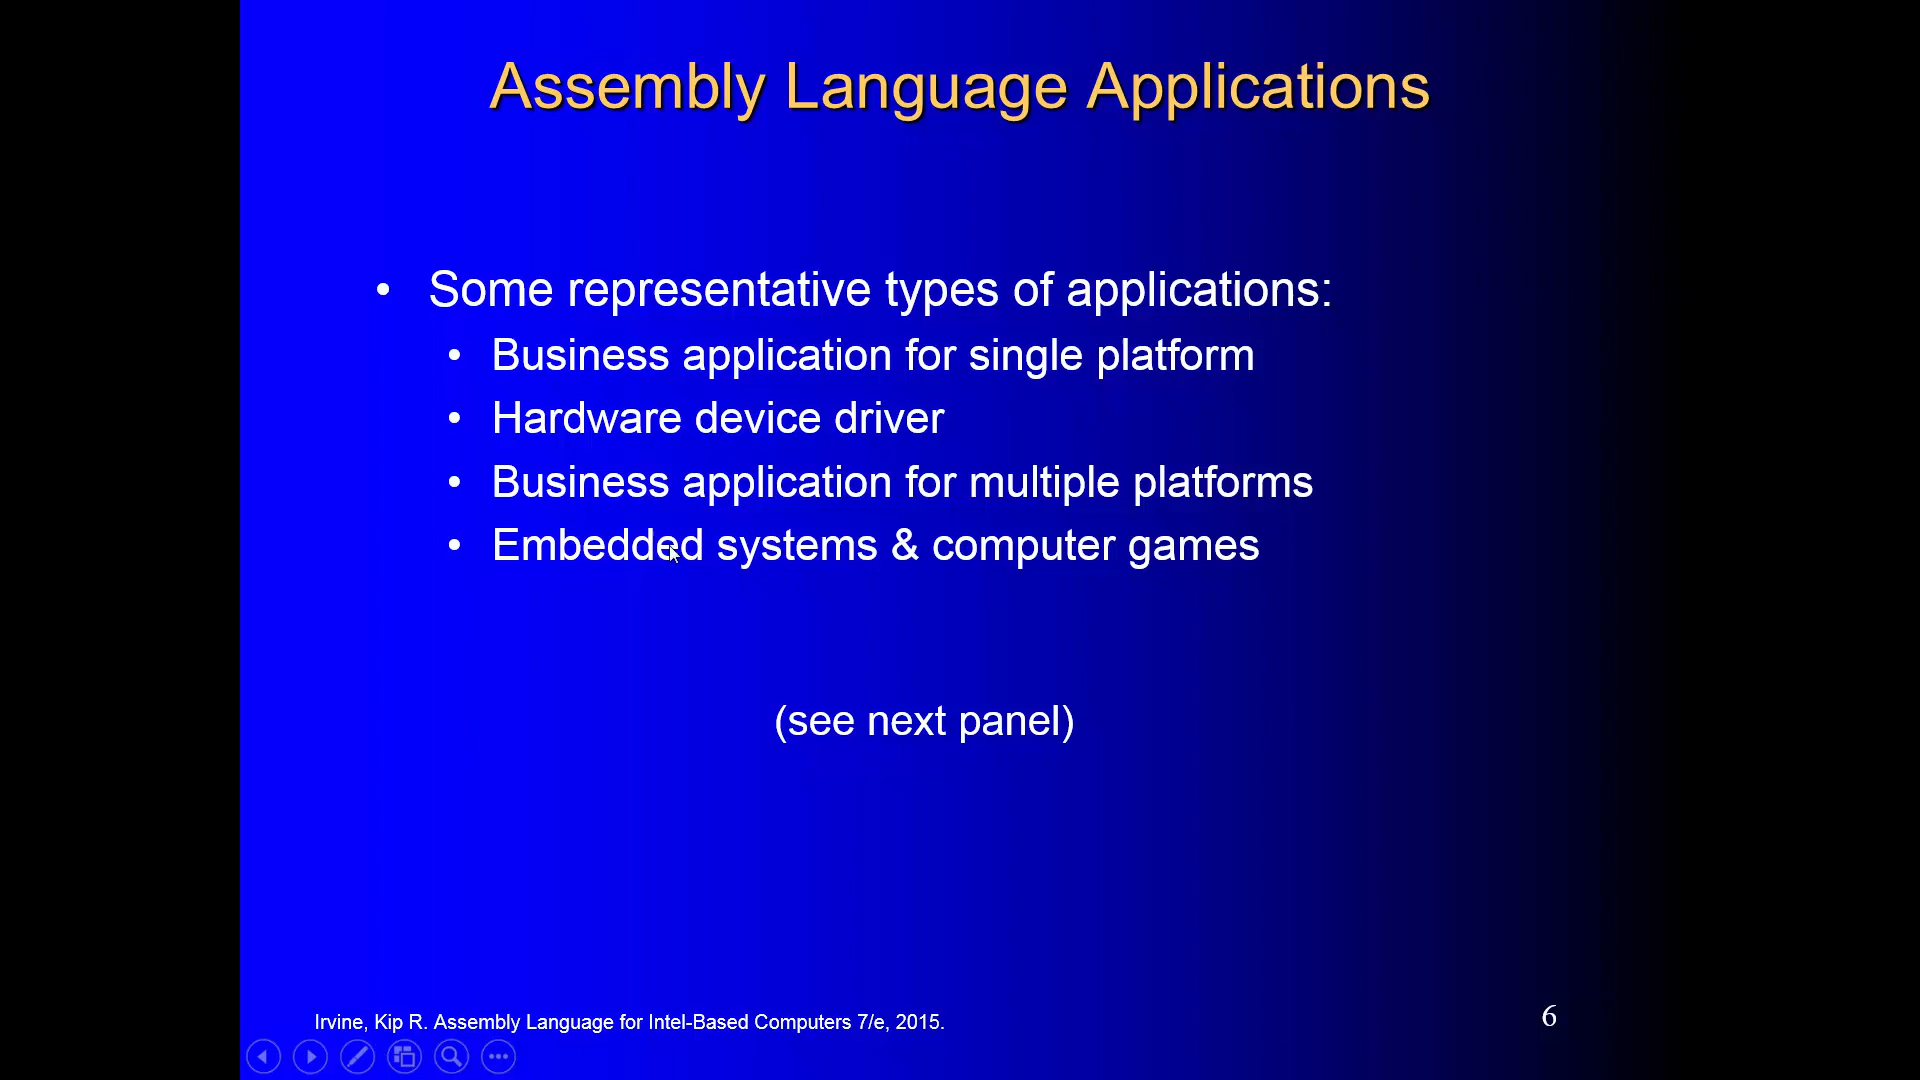 Assembly Language Applications
• Some representative types of applications:
• Business application for single platform
• Hardware device driver
• Business application for multiple platforms
• Embedded systems & computer games
(see next panel)
Irvine, Kip R. Assembly Language for Intel-Based Computers 7/e, 2015.
6